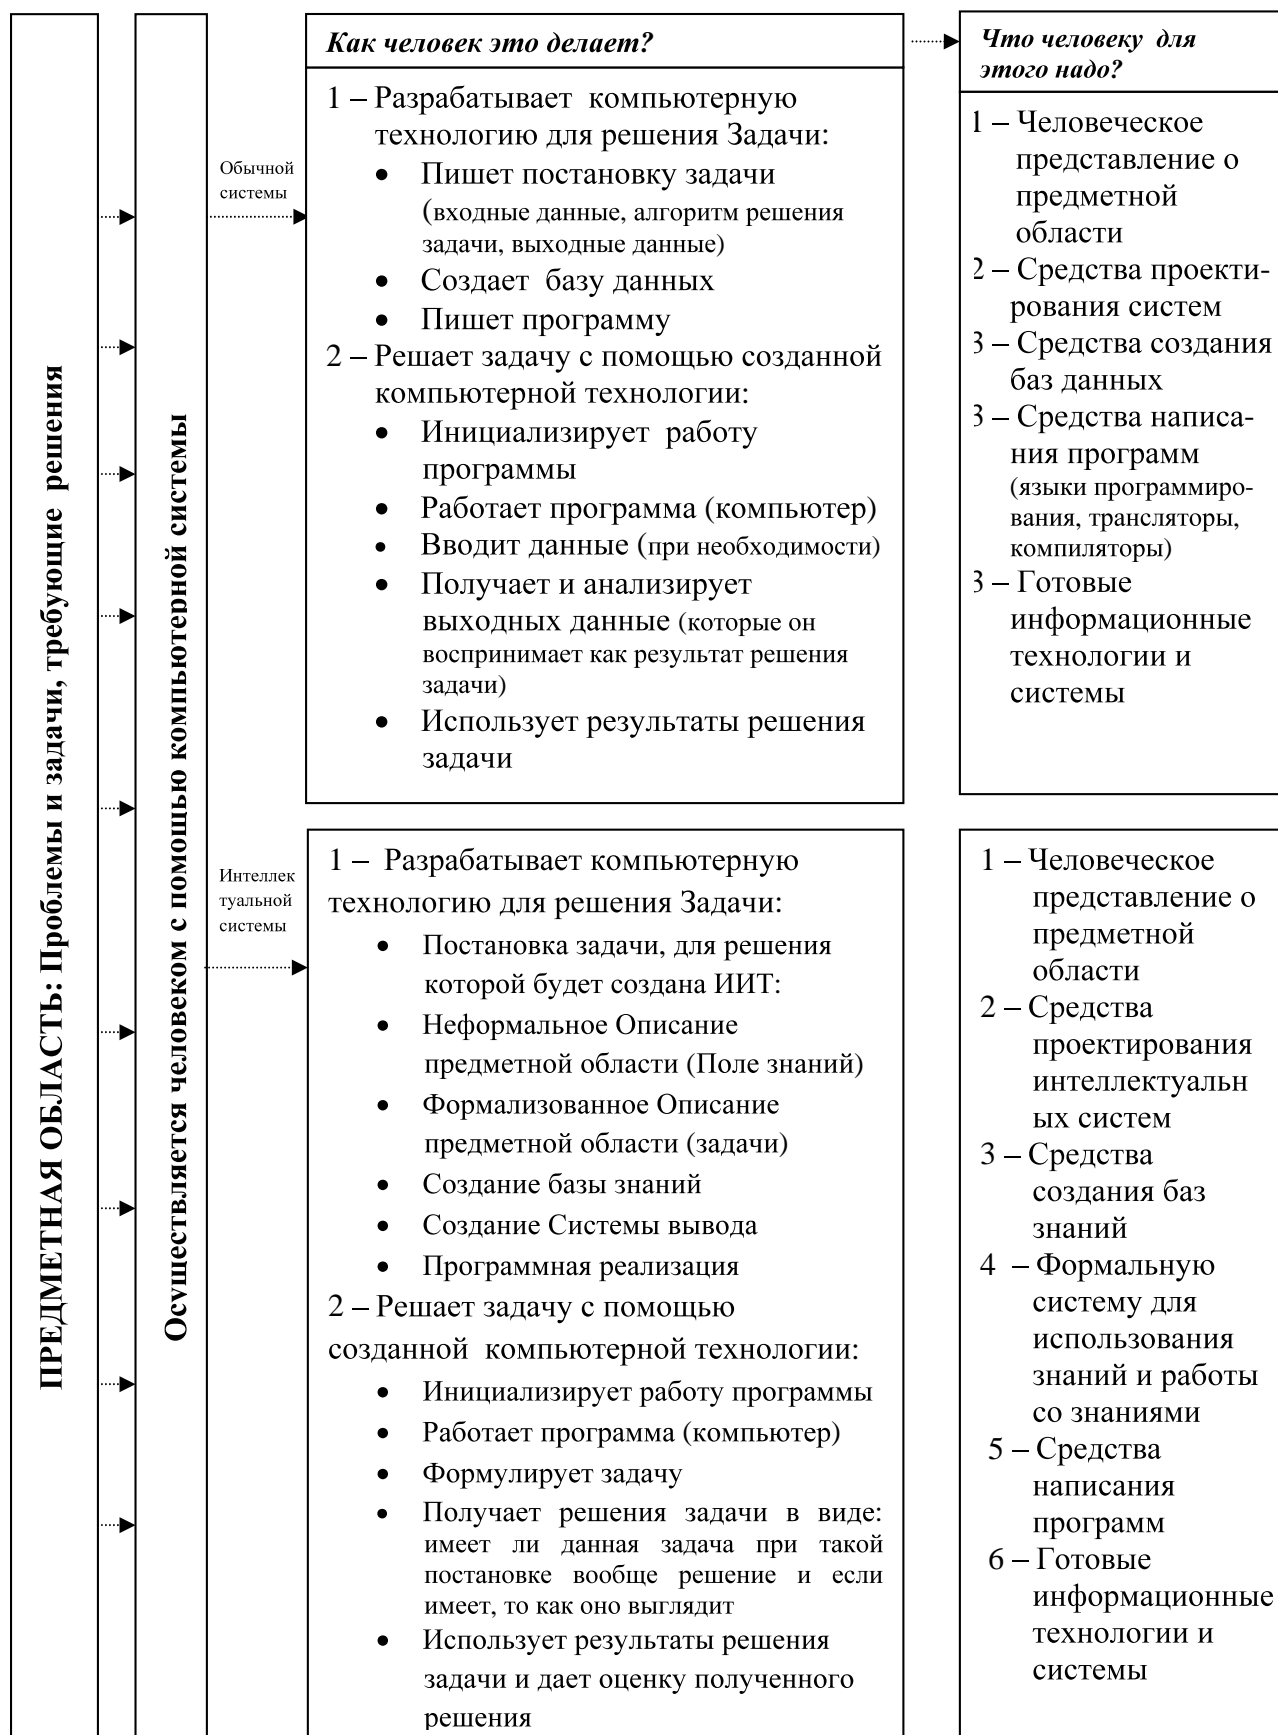 ПРЕДМЕТНАЯ ОБЛАСТЬ: Проблемы и задачи, требующие решения
Осуществляется человеком с помощью компьютерной системы
Обычной
системы
Как человек это делает?
1 – Разрабатывает компьютерную
технологию для решения Задачи:
• Пишет постановку задачи
(входные данные, алгоритм решения
задачи, выходные данные)
• Создает базу данных
• Пишет программу
2 – Решает задачу с помощью созданной
компьютерной технологии:
• Инициализирует работу
программы
• Работает программа (компьютер)
• Вводит данные (при необходимости)
• Получает и анализирует
выходных данные (которые он
воспринимает как результат решения
задачи)
• Использует результаты решения
задачи
Что человеку для
этого надо?
1 – Человеческое
представление о
предметной
области
2 – Средства проекти-
рования систем
3 – Средства создания
баз данных
3 – Средства написа-
ния программ
(языки программиро-
вания, трансляторы,
компиляторы)
3 – Готовые
информационные
технологии и
системы
Интеллек
туальной
системы
1 – Разрабатывает компьютерную
технологию для решения Задачи:
• Постановка задачи, для решения
которой будет создана ИИТ:
• Неформальное Описание
предметной области (Поле знаний)
• Формализованное Описание
предметной области (задачи)
• Создание базы знаний
• Создание Системы вывода
• Программная реализация
2 – Решает задачу с помощью
созданной компьютерной технологии:
• Инициализирует работу программы
• Работает программа (компьютер)
• Формулирует задачу
• Получает решения задачи в виде:
имеет ли данная задача при такой
постановке вообще решение и если
имеет, то как оно выглядит
• Использует результаты решения
задачи и дает оценку полученного
решения
1 – Человеческое
представление о
предметной
области
2 – Средства
проектирования
интеллектуальн
ых систем
3 – Средства
создания баз
знаний
4 – Формальную
систему для
использования
знаний и работы
со знаниями
5 – Средства
написания
программ
6 – Готовые
информационные
технологии и
системы